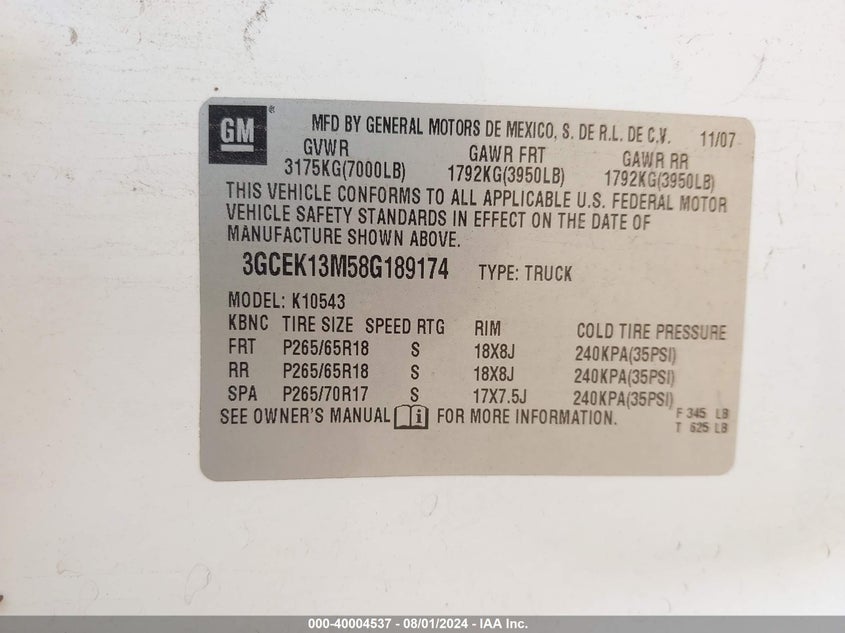 GM ®
MFD BY GENERAL MOTORS DE MEXICO, S. DE R.L. DE C.V. 11/07
GVWR GAWR FRT GAWR RR
3175KG(7000LB) 1792KG(3950LB) 1792KG(3950LB)
THIS VEHICLE CONFORMS TO ALL APPLICABLE U.S. FEDERAL MOTOR
VEHICLE SAFETY STANDARDS IN EFFECT ON THE DATE OF
MANUFACTURE SHOWN ABOVE.
3GCEK13M58G189174 TYPE: TRUCK
MODEL: K10543
KBNC TIRE SIZE SPEED RTG RIM COLD TIRE PRESSURE
FRT P265/65R18 S 18X8J 240KPA(35PSI)
RR P265/65R18 S 18X8J 240KPA(35PSI)
SPA P265/70R17 S 17X7.5J 240KPA(35PSI)
SEE OWNER'S MANUAL i FOR MORE INFORMATION. F 345 LB
T 625 LB
000-40004537 - 08/01/2024 - IAA Inc.